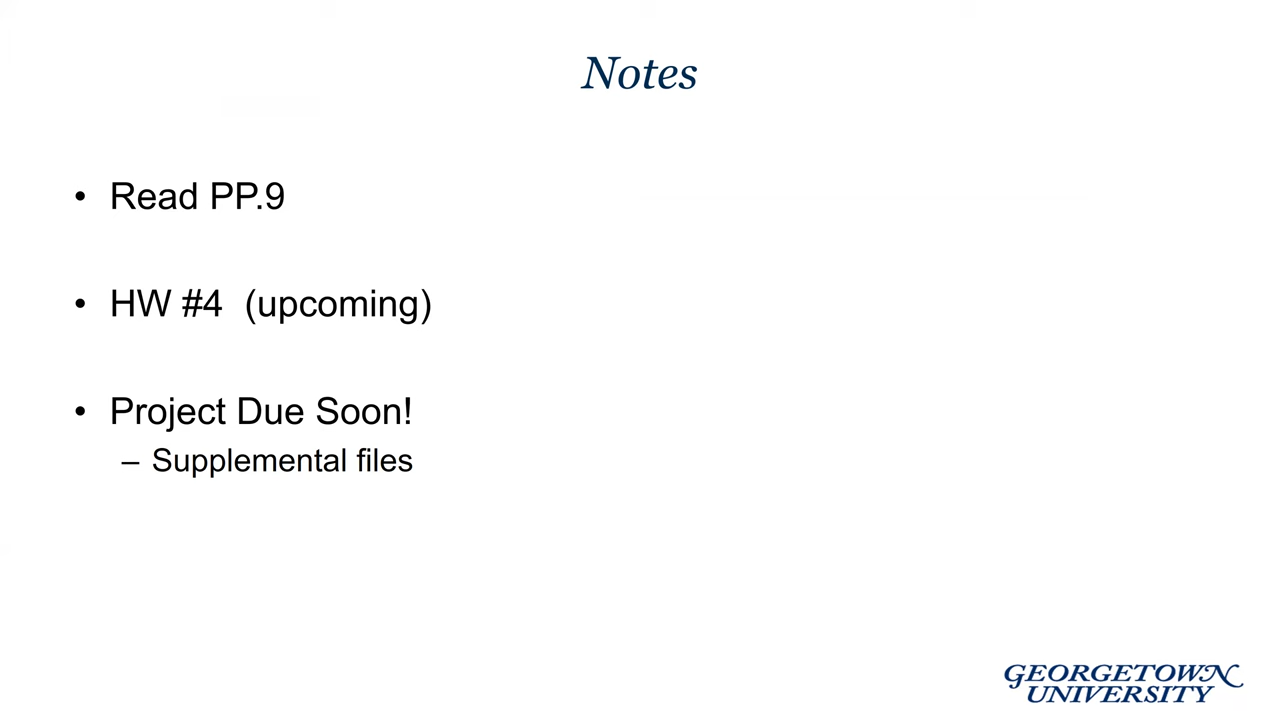 Notes
• Read PP.9
• HW #4 (upcoming)
• Project Due Soon!
– Supplemental files
GEORGETOWN
UNIVERSITY